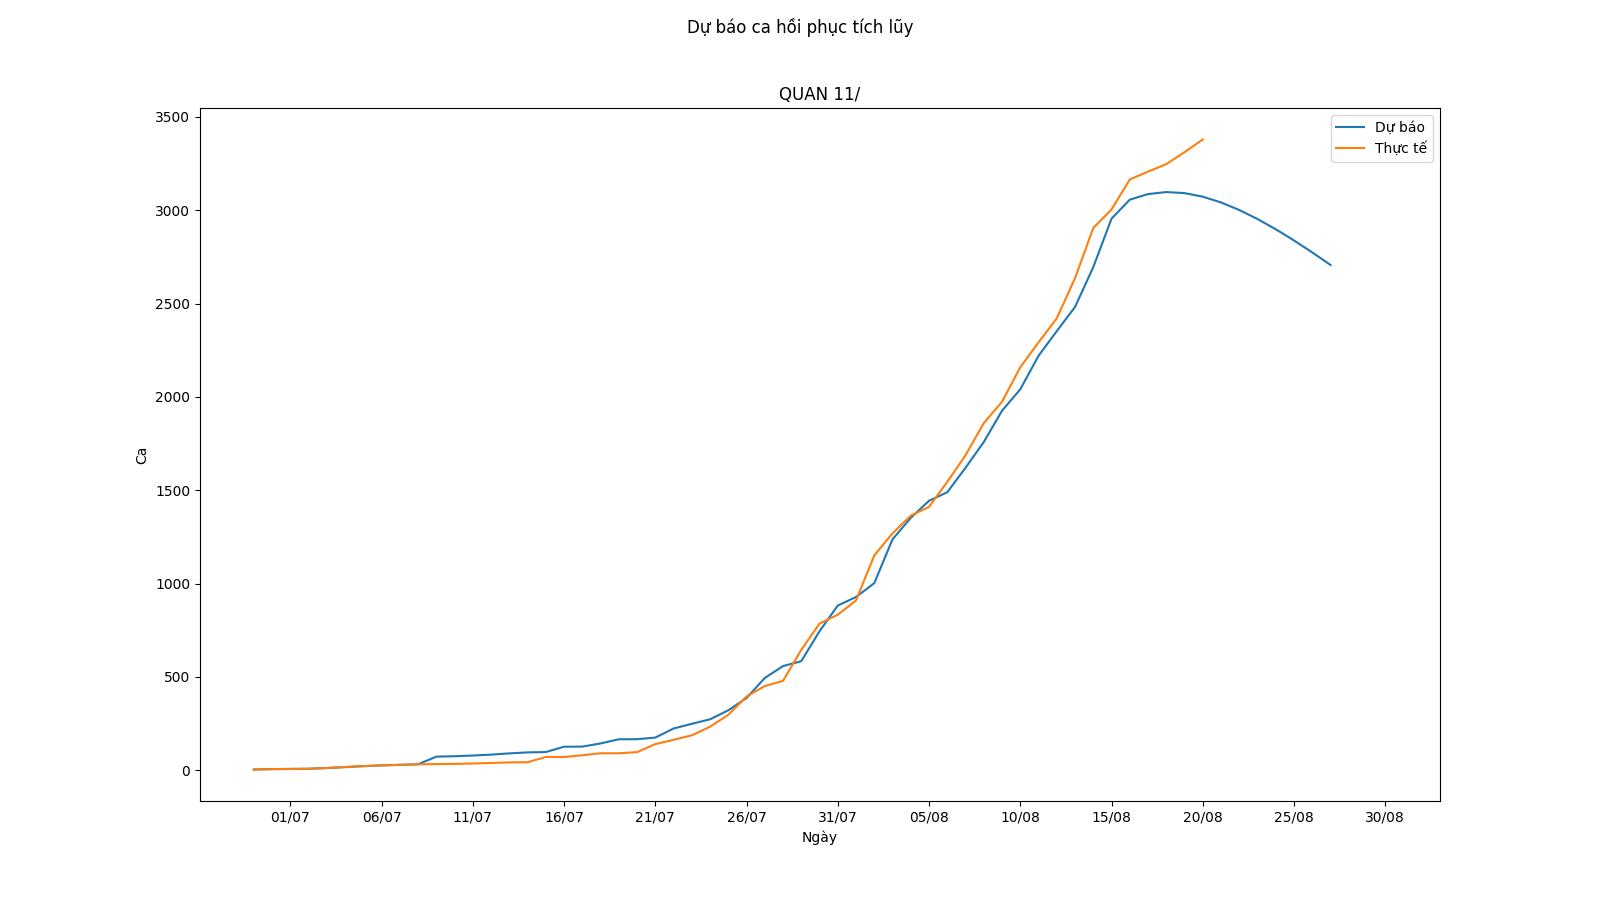 Dự báo ca hồi phục tích lũy
QUAN 11/
Dự báo
Thực tế
3500
3000
2500
2000
1500
1000
500
0
Ca
01/07 06/07 11/07 16/07 21/07 26/07 31/07 05/08 10/08 15/08 20/08 25/08 30/08
Ngày